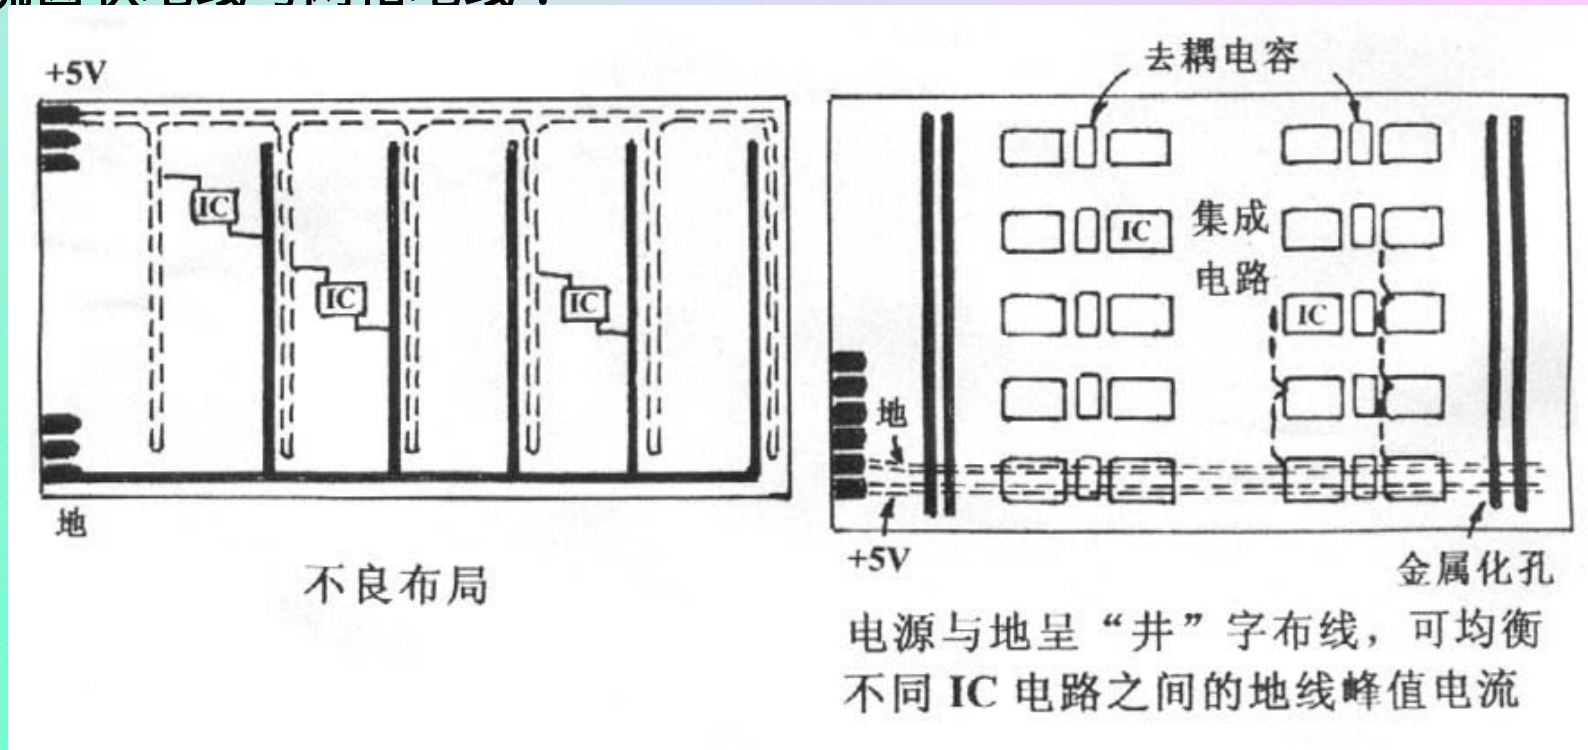 +5V
IC
IC
IC
地
不良布局
去耦电容
IC
集成
电路
IC
地
+5V
金属化孔
电源与地呈“井”字布线，可均衡
不同IC电路之间的地线峰值电流